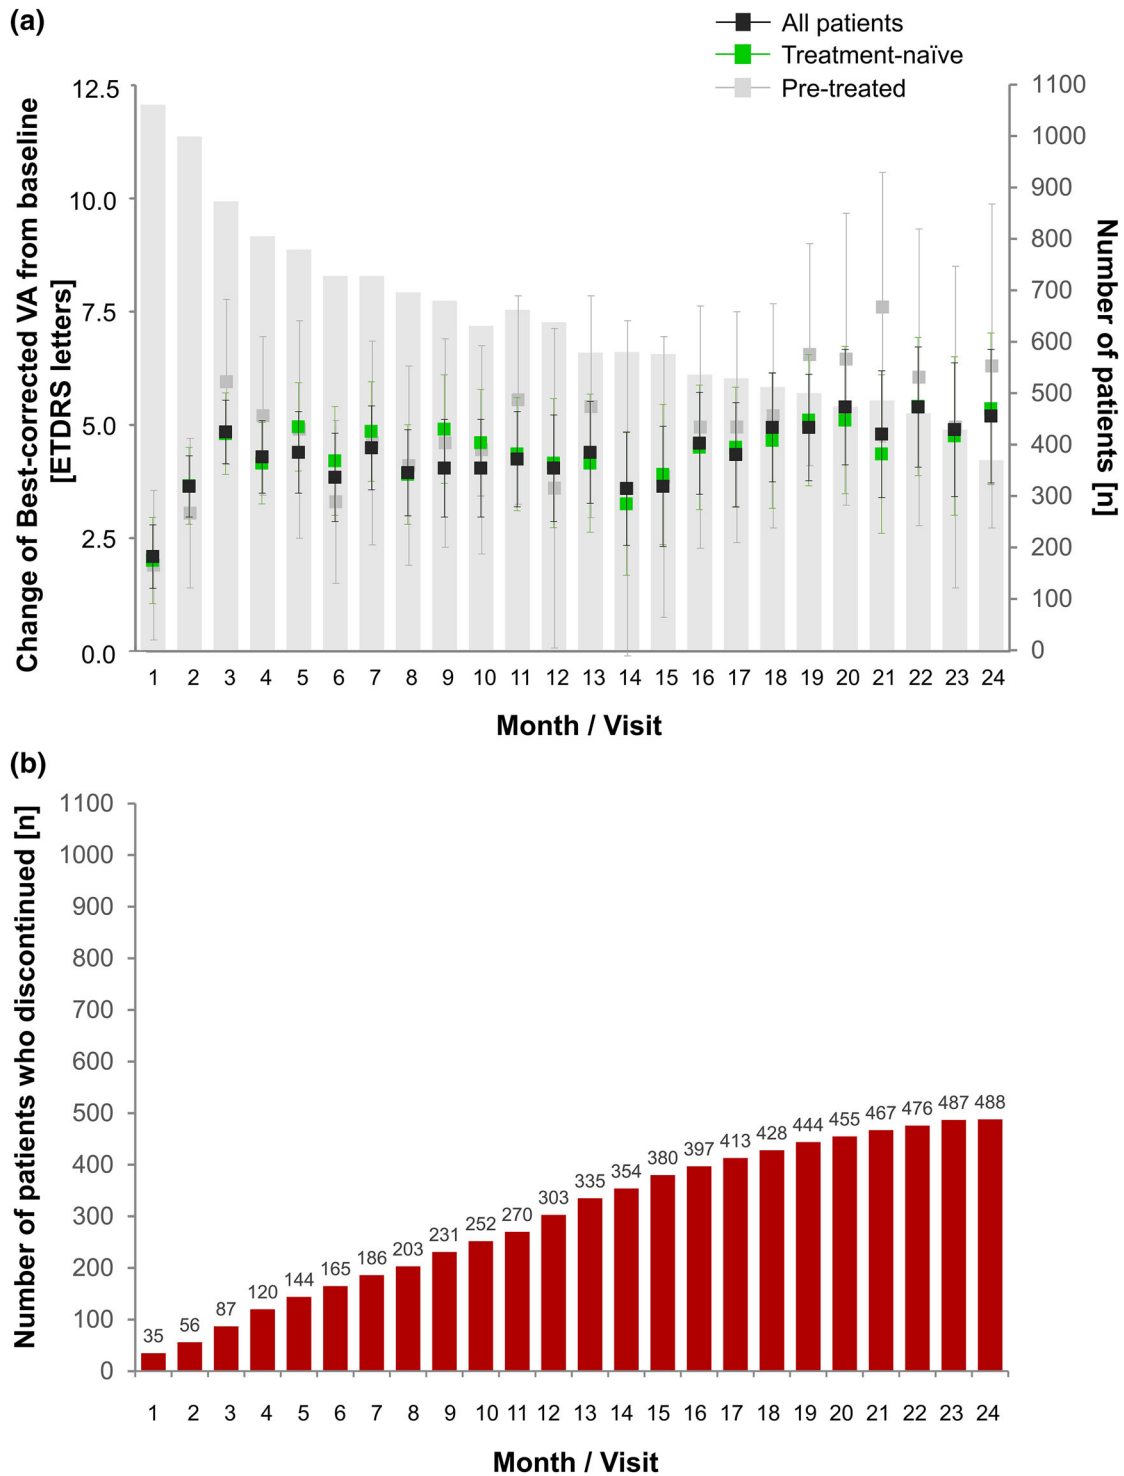 (a)
All patients
Treatment-naïve
Pre-treated
Change of Best-corrected VA from baseline
[ETDRS letters]
12.5
10.0
7.5
5.0
2.5
0.0
1100
1000
900
800
700
600
500
400
300
200
100
0
Number of patients [n]
1 2 3 4 5 6 7 8 9 10 11 12 13 14 15 16 17 18 19 20 21 22 23 24
Month / Visit
(b)
Number of patients who discontinued [n]
1100
1000
900
800
700
600
500
400
300
200
100
0
35 56 87 120 144 165 186 203 231 252 270 303 335 354 380 397 413 428 444 455 467 476 487 488
1 2 3 4 5 6 7 8 9 10 11 12 13 14 15 16 17 18 19 20 21 22 23 24
Month / Visit